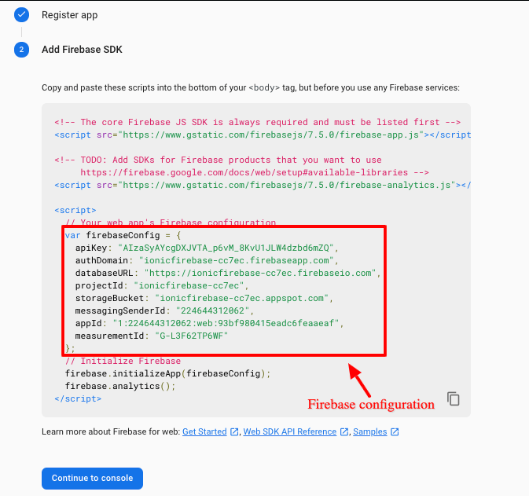 Register app
2 Add Firebase SDK
Copy and paste these scripts into the bottom of your <body> tag, but before you use any Firebase services:
<!-- The core Firebase JS SDK is always required and must be listed first -->
<script src="https://www.gstatic.com/firebasejs/7.5.0/firebase-app.js"></script
<!-- TODO: Add SDKs for Firebase products that you want to use
https://firebase.google.com/docs/web/setup#available-libraries -->
<script src="https://www.gstatic.com/firebasejs/7.5.0/firebase-analytics.js"></
<script>
// Your web app's Firebase configuration
var firebaseConfig = {
apiKey: "AIzaSyAYcgDXJVTA_p6vM_8KvU1JLW4dzbd6mZQ",
authDomain: "ionicfirebase-cc7ec.firebaseapp.com",
databaseURL: "https://ionicfirebase-cc7ec.firebaseio.com",
projectId: "ionicfirebase-cc7ec",
storageBucket: "ionicfirebase-cc7ec.appspot.com",
messagingSenderId: "224644312062",
appId: "1:224644312062:web:93bf980415eadc6feaaeaf",
measurementId: "G-L3F62TP6WF"
};
// Initialize Firebase
firebase.initializeApp(firebaseConfig);
firebase.analytics();
</script>
Firebase configuration
Learn more about Firebase for web: Get Started, Web SDK API Reference, Samples
Continue to console